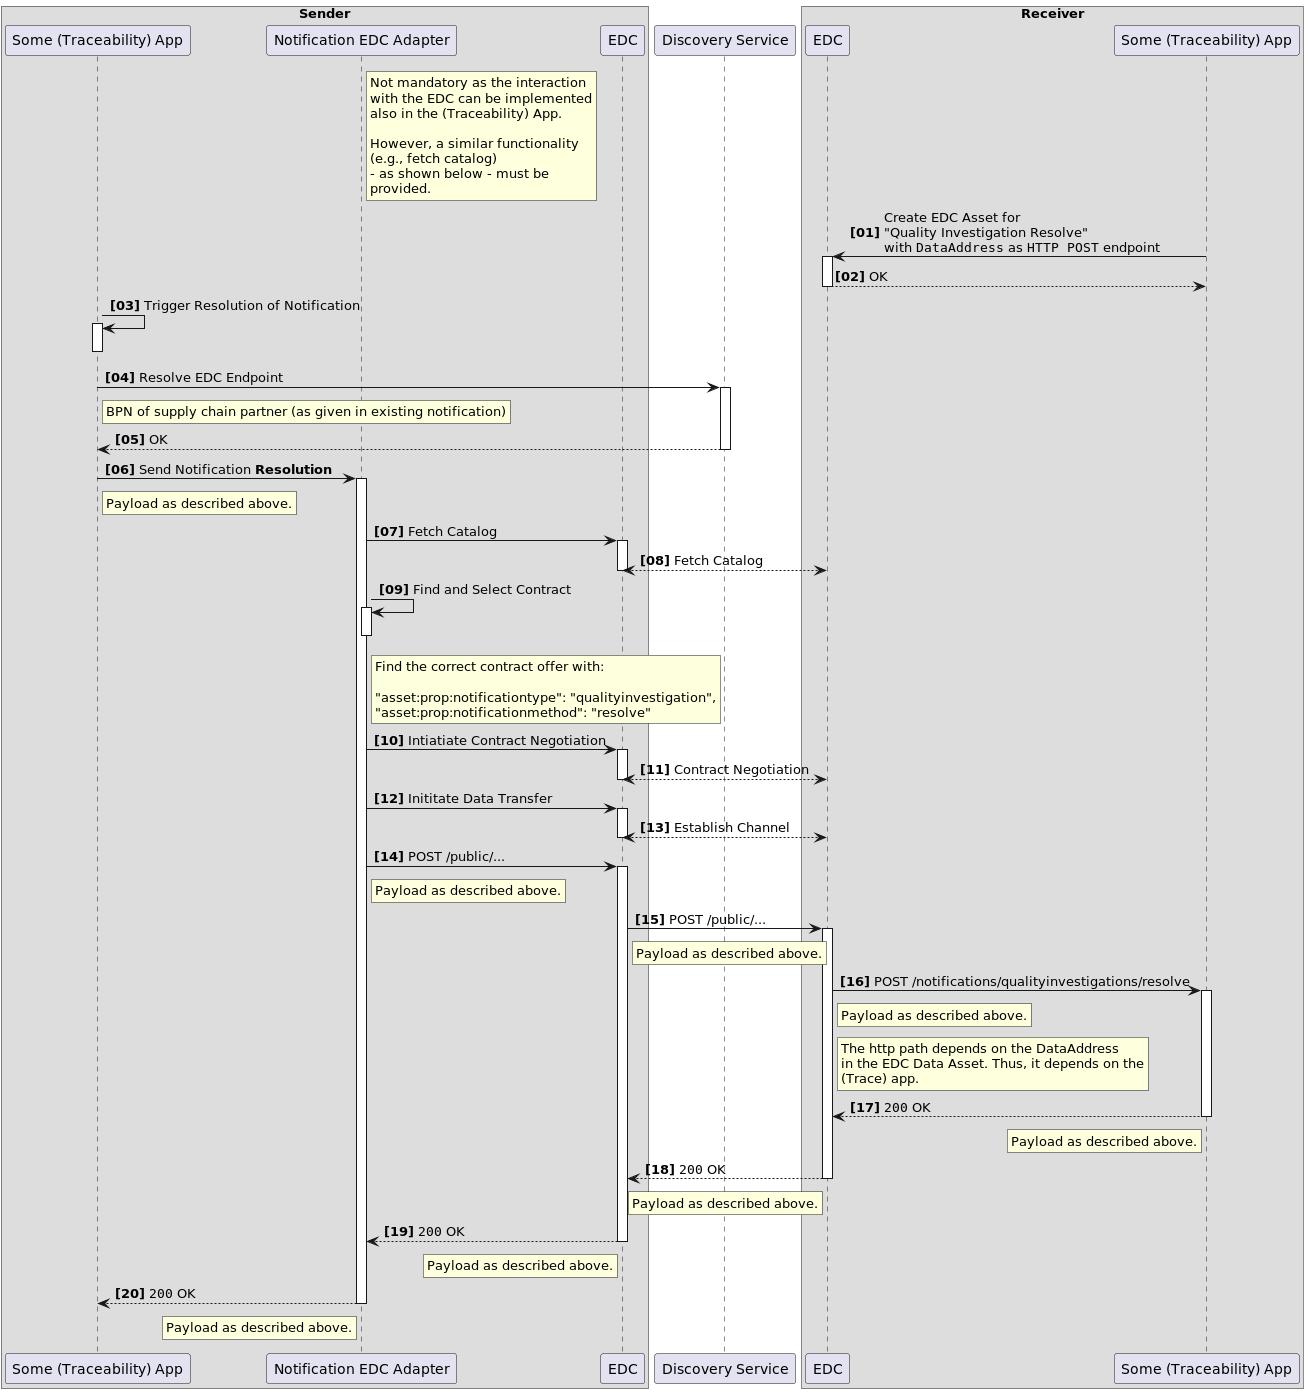 Sender
Receiver
Some (Traceability) App
Notification EDC Adapter
EDC
Discovery Service
EDC
Some (Traceability) App
Not mandatory as the interaction
with the EDC can be implemented
also in the (Traceability) App.
However, a similar functionality
(e.g., fetch catalog)
- as shown below - must be
provided.
Create EDC Asset for
[01] "Quality Investigation Resolve"
with DataAddress as HTTP POST endpoint
[02] OK
[03] Trigger Resolution of Notification
[04] Resolve EDC Endpoint
BPN of supply chain partner (as given in existing notification)
[05] OK
[06] Send Notification Resolution
Payload as described above.
[07] Fetch Catalog
[08] Fetch Catalog
[09] Find and Select Contract
Find the correct contract offer with:
"asset:prop:notificationtype": "qualityinvestigation",
"asset:prop:notificationmethod": "resolve"
[10] Intiatiate Contract Negotiation
[11] Contract Negotiation
[12] Inititate Data Transfer
[13] Establish Channel
[14] POST /public/...
Payload as described above.
[15] POST /public/...
Payload as described above.
[16] POST /notifications/qualityinvestigations/resolve
Payload as described above.
The http path depends on the DataAddress
in the EDC Data Asset. Thus, it depends on the
(Trace) app.
[17] 200 OK
Payload as described above.
[18] 200 OK
Payload as described above.
[19] 200 OK
Payload as described above.
[20] 200 OK
Payload as described above.
Some (Traceability) App
Notification EDC Adapter
EDC
Discovery Service
EDC
Some (Traceability) App